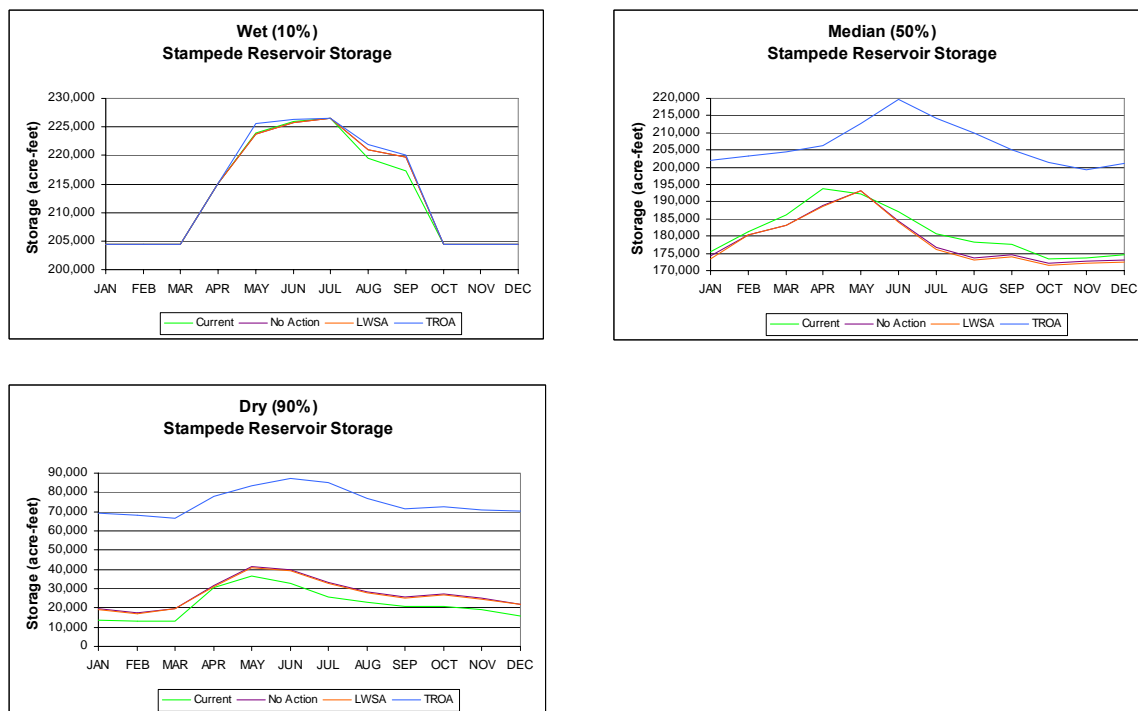 Wet (10%)
Stampede Reservoir Storage
Storage (acre-feet)
230,000
225,000
220,000
215,000
210,000
205,000
200,000
JAN FEB MAR APR MAY JUN JUL AUG SEP OCT NOV DEC
Current No Action LWSA TROA
Median (50%)
Stampede Reservoir Storage
Storage (acre-feet)
220,000
215,000
210,000
205,000
200,000
195,000
190,000
185,000
180,000
175,000
170,000
JAN FEB MAR APR MAY JUN JUL AUG SEP OCT NOV DEC
Current No Action LWSA TROA
Dry (90%)
Stampede Reservoir Storage
Storage (acre-feet)
90,000
80,000
70,000
60,000
50,000
40,000
30,000
20,000
10,000
0
JAN FEB MAR APR MAY JUN JUL AUG SEP OCT NOV DEC
Current No Action LWSA TROA